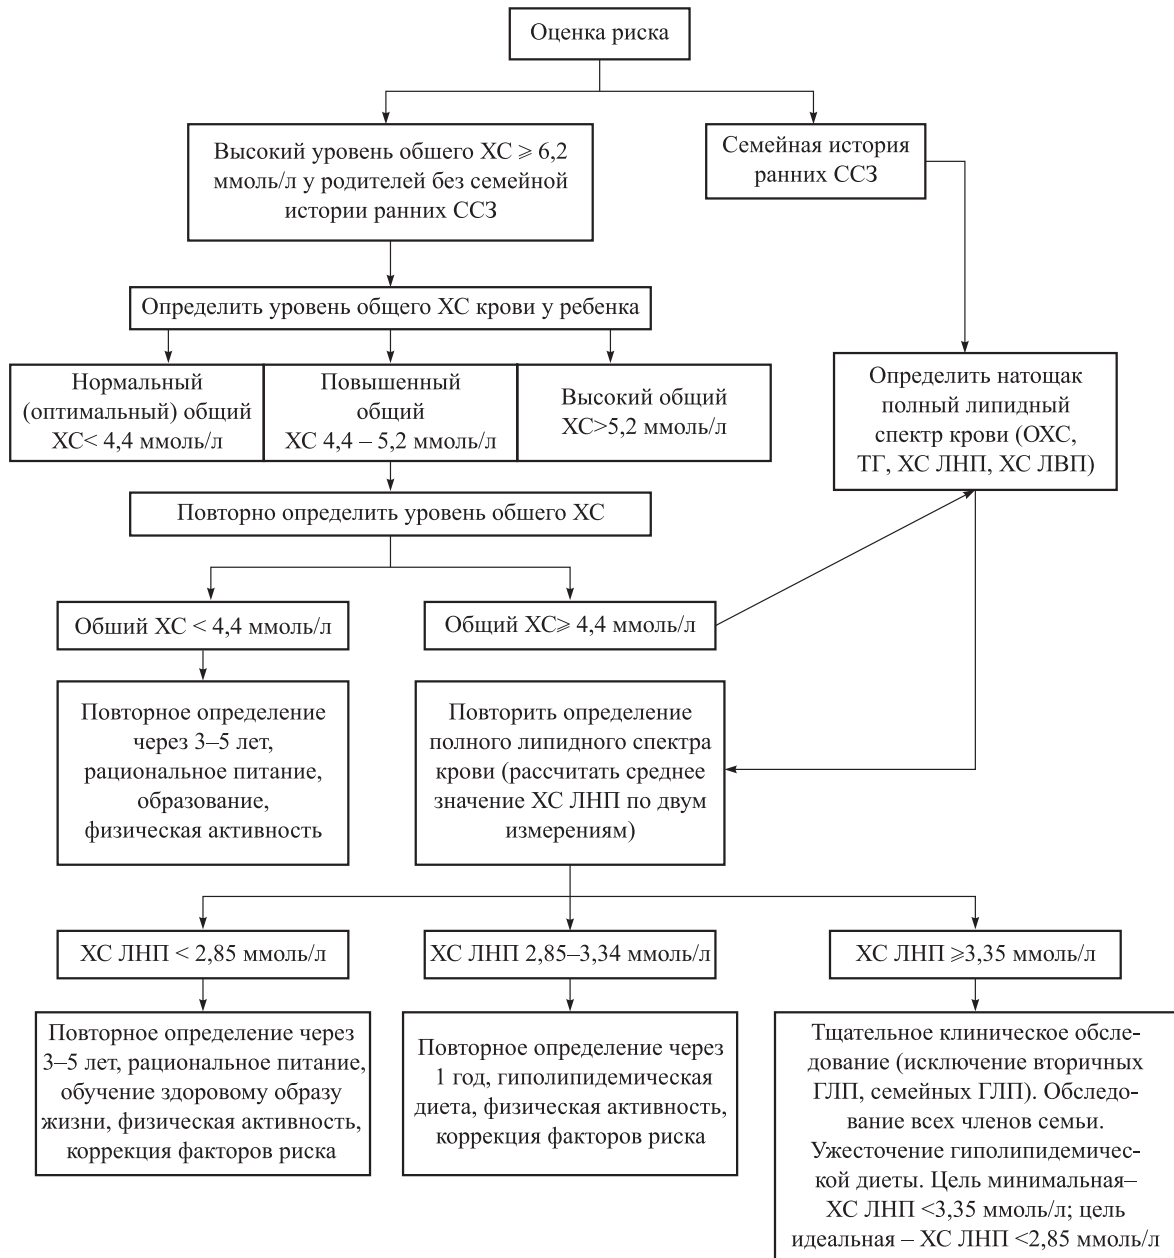 Оценка риска
Высокий уровень обшего ХС ⩾ 6,2
ммоль/л у родителей без семейной
истории ранних ССЗ
Семейная история
ранних ССЗ
Определить уровень общего ХС крови у ребенка
Нормальный
(оптимальный) общий
ХС< 4,4 ммоль/л
Повышенный
общий
ХС 4,4 – 5,2 ммоль/л
Высокий общий
ХС>5,2 ммоль/л
Определить натощак
полный липидный
спектр крови (ОХС,
ТГ, ХС ЛНП, ХС ЛВП)
Повторно определить уровень обшего ХС
Обший ХС < 4,4 ммоль/л
Общий ХС⩾ 4,4 ммоль/л
Повторное определение
через 3–5 лет,
рациональное питание,
образование,
физическая активность
Повторить определение
полного липидного спектра
крови (рассчитать среднее
значение ХС ЛНП по двум
измерениям)
ХС ЛНП < 2,85 ммоль/л
ХС ЛНП 2,85–3,34 ммоль/л
ХС ЛНП ⩾3,35 ммоль/л
Повторное определение через
3–5 лет, рациональное питание,
обучение здоровому образу
жизни, физическая активность,
коррекция факторов риска
Повторное определение через
1 год, гиполипидемическая
диета, физическая активность,
коррекция факторов риска
Тщательное клиническое обсле-
дование (исключение вторичных
ГЛП, семейных ГЛП). Обследо-
вание всех членов семьи.
Ужесточение гиполипидемичес-
кой диеты. Цель минимальная–
ХС ЛНП <3,35 ммоль/л; цель
идеальная – ХС ЛНП <2,85 ммоль/л